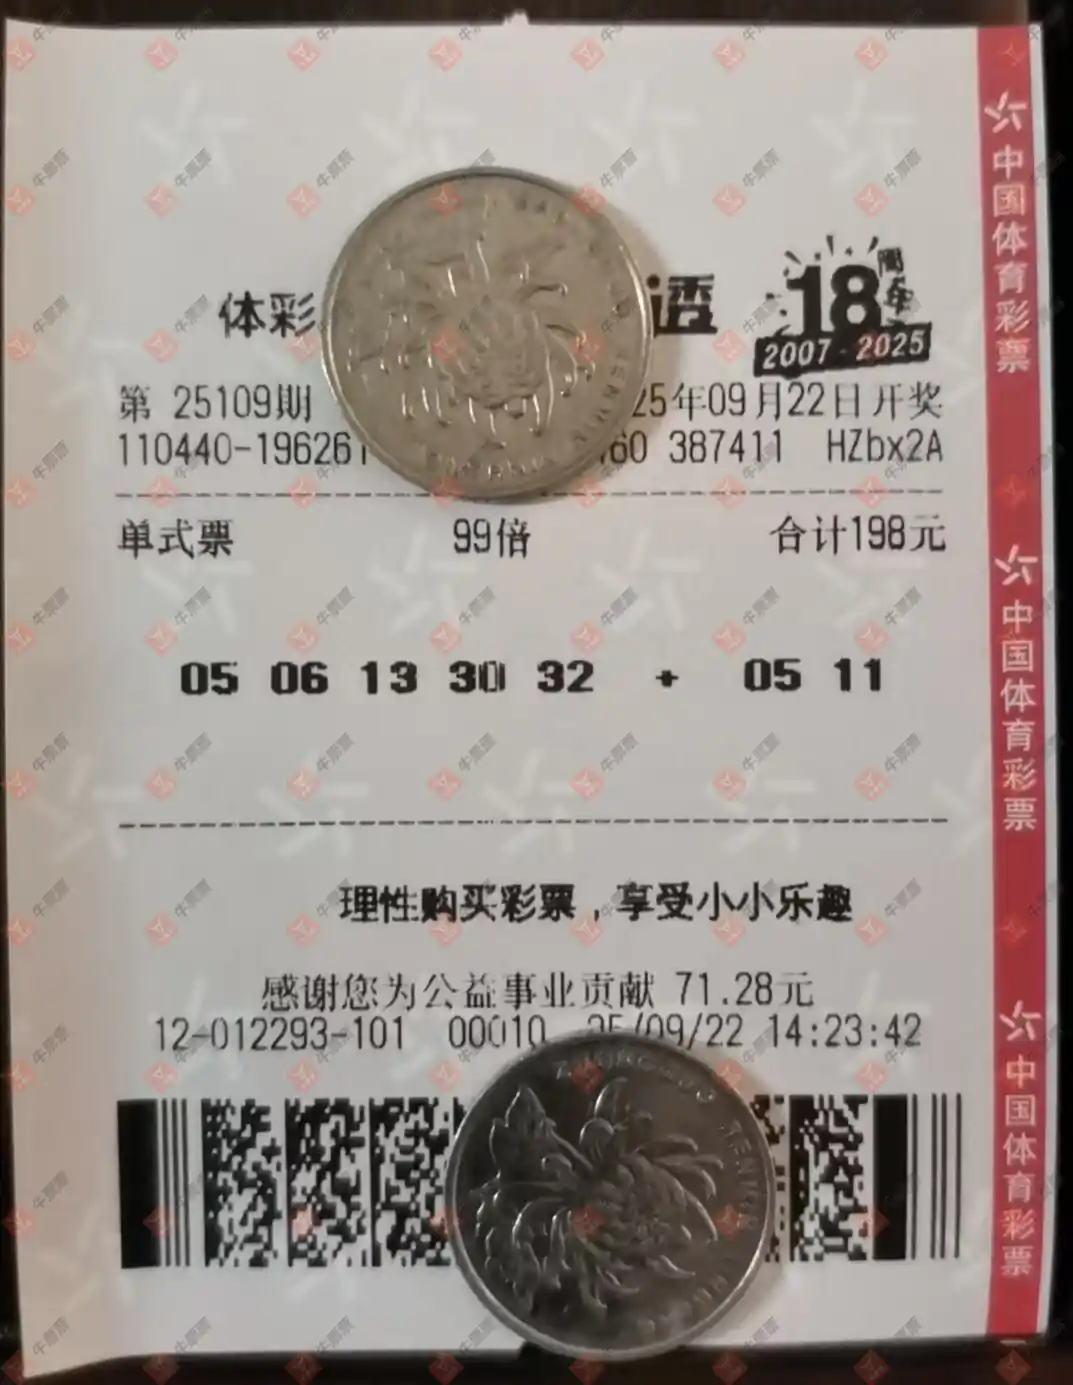 体彩 透 18周年
2007-2025
第 25109期 25年09月22日开奖
110440-196261 60 387411 HZbx2A
单式票 99倍 合计198元
05 06 13 30 32 + 05 11
理性购买彩票，享受小小乐趣
感谢您为公益事业贡献 71.28元
12-012293-101 00010 25/09/22 14:23:42
中国体育彩票
中国体育彩票
中国体育彩票
牛票票